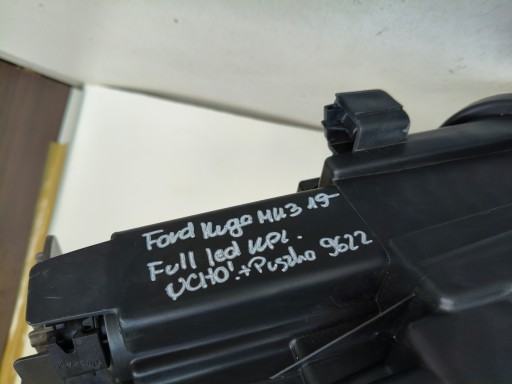 Ford Kuga MK3 19-
Full led KPL.
UCHO! + Puszka 9622